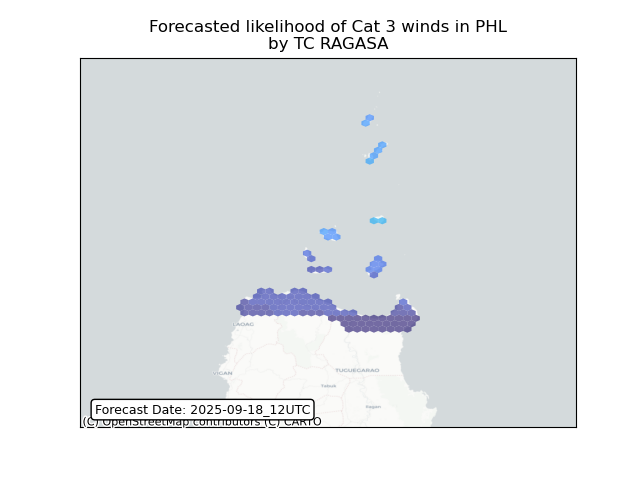 Forecasted likelihood of Cat 3 winds in PHL
by TC RAGASA
LAOAG
TUGUEGARAO
Tabuk
Ilagan
Forecast Date: 2025-09-18_12UTC
(C) OpenStreetMap contributors (C) CARTO